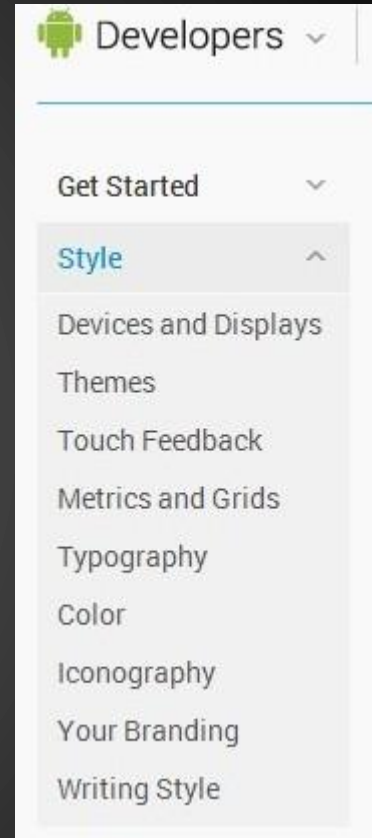 Developers
Get Started
Style
Devices and Displays
Themes
Touch Feedback
Metrics and Grids
Typography
Color
Iconography
Your Branding
Writing Style